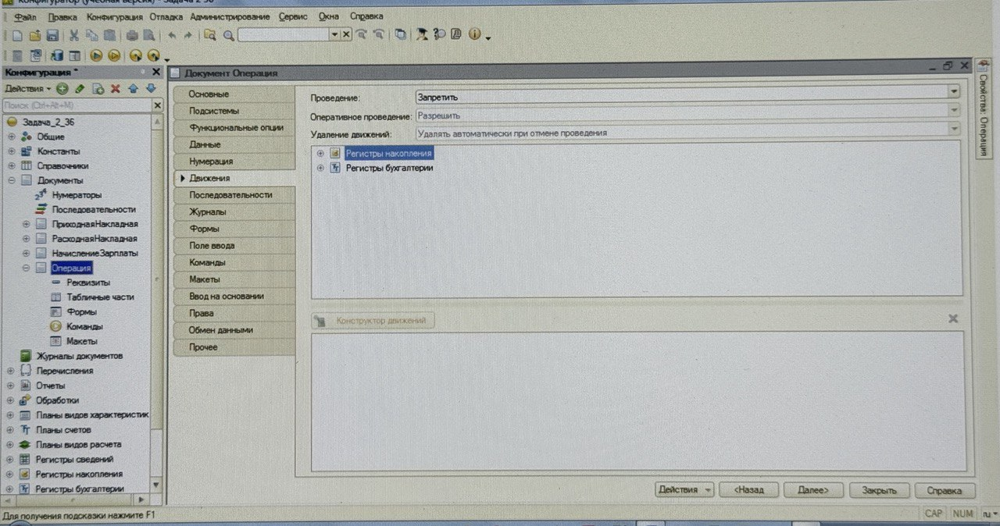 Конфигуратор (учебная версия) - Задача 2 36
Файл Правка Конфигурация Отладка Администрирование Сервис Окна Справка
Конфигурация *
Действия
Поиск (Ctrl+Alt+M)
Задача_2_36
Общие
Константы
Справочники
Документы
Нумераторы
Последовательности
ПриходнаяНакладная
РасходнаяНакладная
НачислениеЗарплаты
Операция
Реквизиты
Табличные части
Формы
Команды
Макеты
Журналы документов
Перечисления
Отчеты
Обработки
Планы видов характеристик
Планы счетов
Планы видов расчета
Регистры сведений
Регистры накопления
Регистры бухгалтерии
Документ Операция
Основные
Подсистемы
Функциональные опции
Данные
Нумерация
Движения
Последовательности
Журналы
Формы
Поле ввода
Команды
Макеты
Ввод на основании
Права
Обмен данными
Прочее
Проведение: Запретить
Оперативное проведение: Разрешить
Удаление движений: Удалять автоматически при отмене проведения
Регистры накопления
Регистры бухгалтерии
Конструктор движений
Действия <Назад Далее> Закрыть Справка
Свойства: Операция
Для получения подсказки нажмите F1
CAP NUM ru